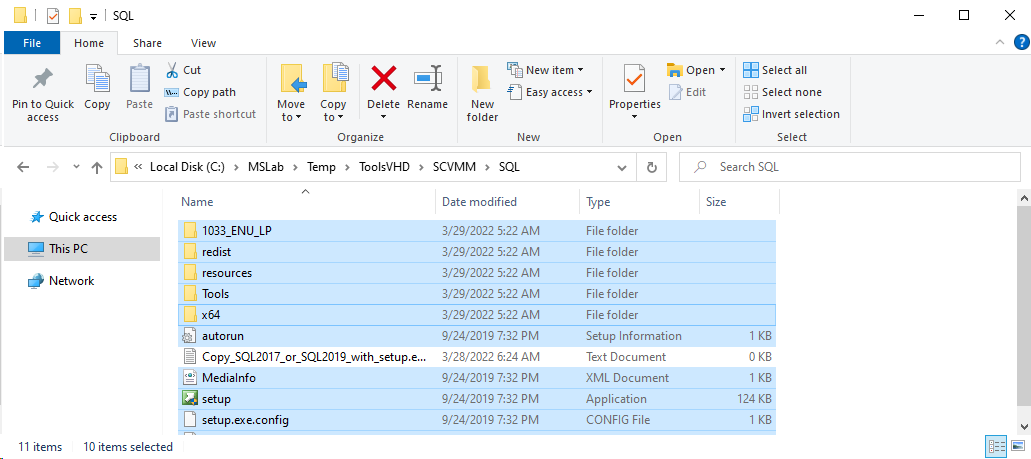 SQL
File Home Share View
Pin to Quick access
Copy
Paste
Cut
Copy path
Paste shortcut
Clipboard
Move to
Copy to
Delete
Rename
Organize
New folder
New item
Easy access
New
Properties
Open
Edit
Open
Select all
Select none
Invert selection
Select
« Local Disk (C:) > MSLab > Temp > ToolsVHD > SCVMM > SQL
Search SQL
Quick access
This PC
Network
Name Date modified Type Size
1033_ENU_LP 3/29/2022 5:22 AM File folder
redist 3/29/2022 5:22 AM File folder
resources 3/29/2022 5:22 AM File folder
Tools 3/29/2022 5:22 AM File folder
x64 3/29/2022 5:22 AM File folder
autorun 9/24/2019 7:32 PM Setup Information 1 KB
Copy_SQL2017_or_SQL2019_with_setup.e... 3/28/2022 6:24 AM Text Document 0 KB
MediaInfo 9/24/2019 7:32 PM XML Document 1 KB
setup 9/24/2019 7:32 PM Application 124 KB
setup.exe.config 9/24/2019 7:32 PM CONFIG File 1 KB
11 items 10 items selected